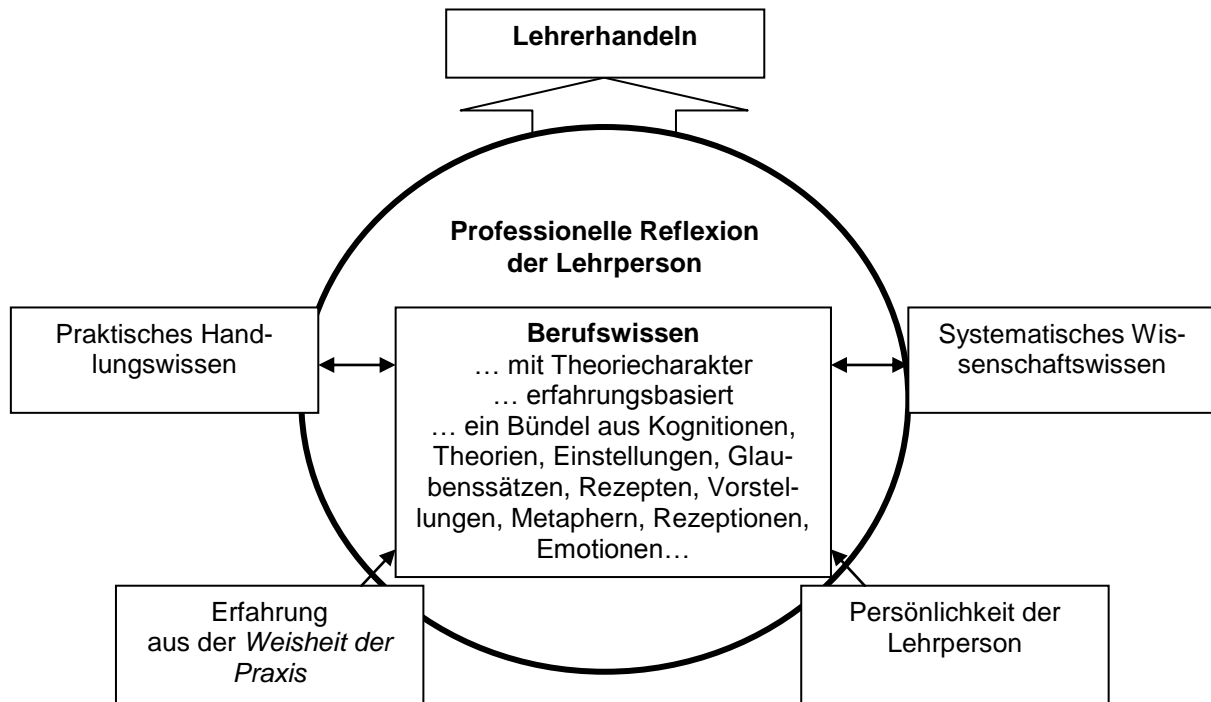 Lehrerhandeln
Professionelle Reflexion
der Lehrperson
Praktisches Hand-
lungswissen
Berufswissen
… mit Theoriecharakter
… erfahrungsbasiert
… ein Bündel aus Kognitionen,
Theorien, Einstellungen, Glau-
benssätzen, Rezepten, Vorstel-
lungen, Metaphern, Rezeptionen,
Emotionen…
Systematisches Wis-
senschaftswissen
Erfahrung
aus der Weisheit der
Praxis
Persönlichkeit der
Lehrperson